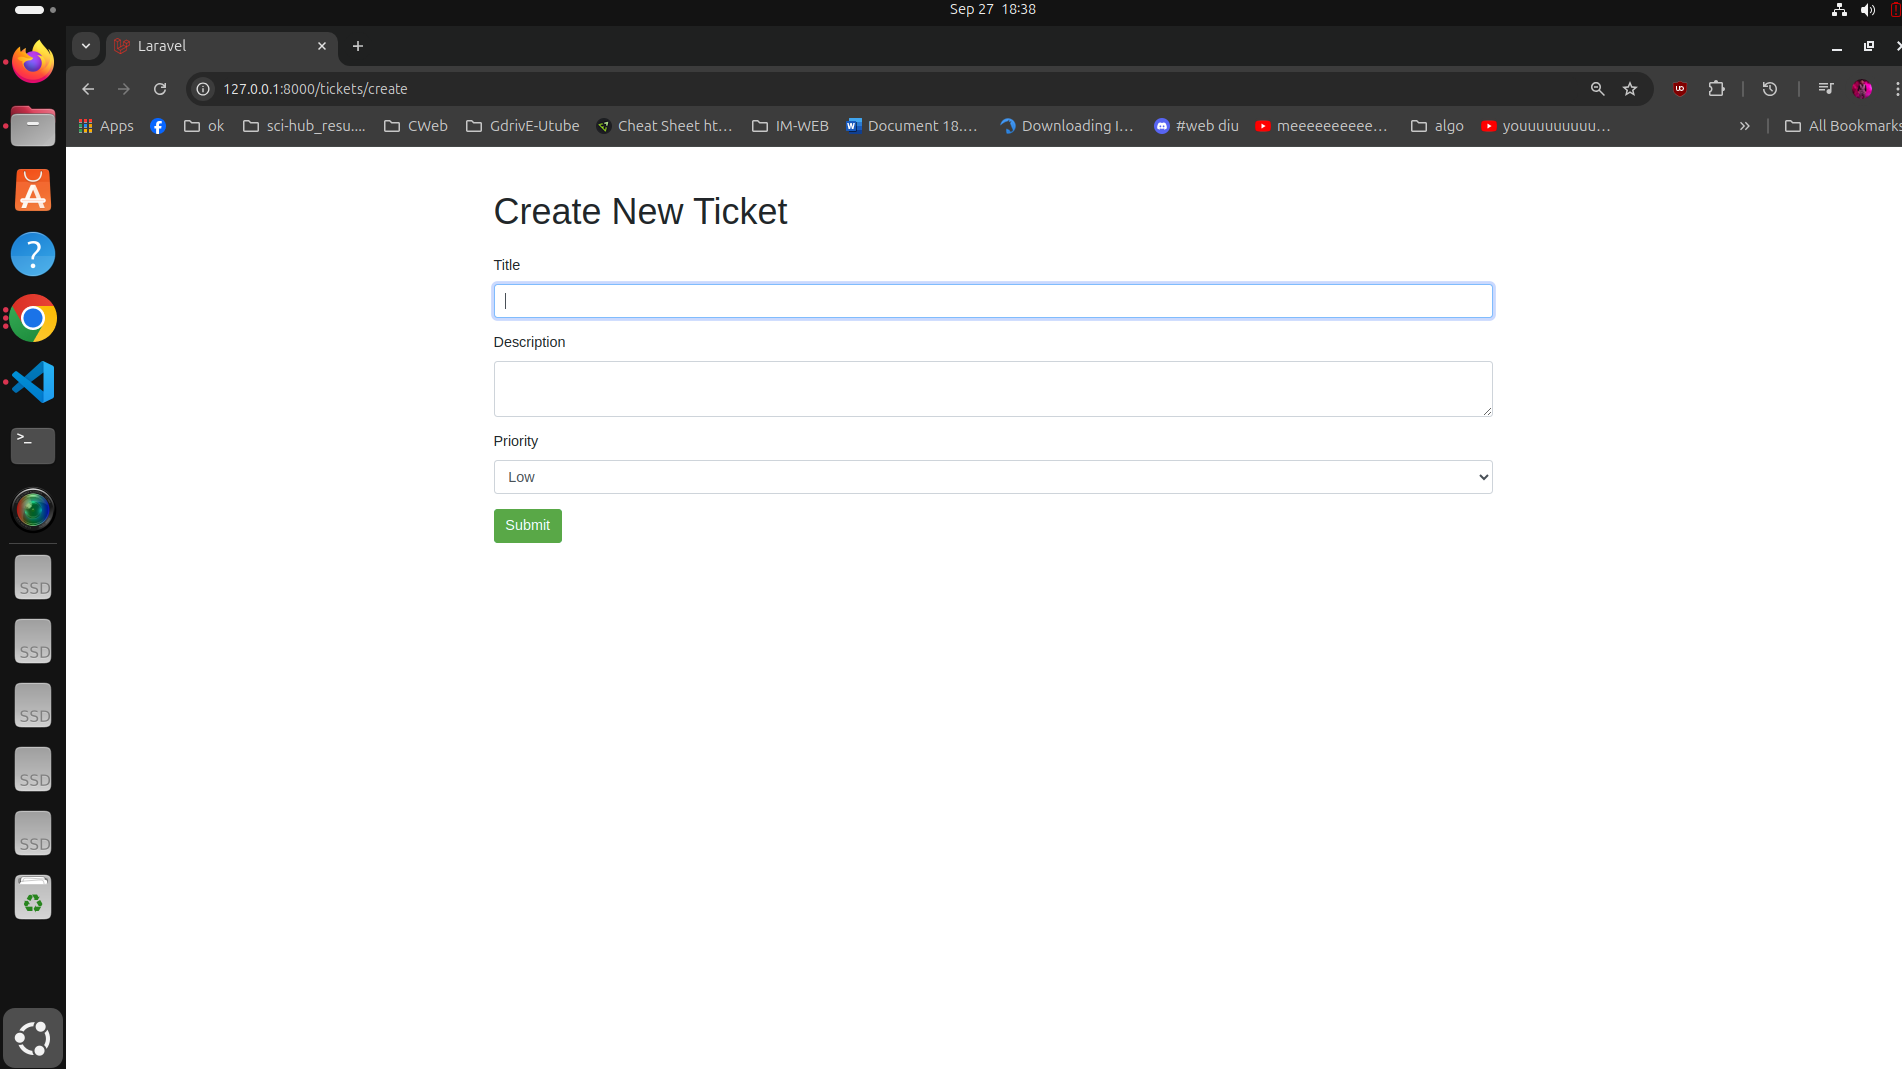 Sep 27 18:38
Laravel
127.0.0.1:8000/tickets/create
Apps
ok
sci-hub_resu....
CWeb
GdrivE-Utube
Cheat Sheet ht...
IM-WEB
Document 18....
Downloading I...
#web diu
meeeeeeeeee...
algo
youuuuuuuuu...
All Bookmarks
Create New Ticket
Title
Description
Priority
Low
Submit
SSD
SSD
SSD
SSD
SSD